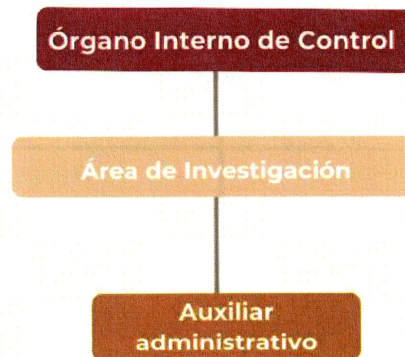 Órgano Interno de Control
Área de Investigación
Auxiliar
administrativo